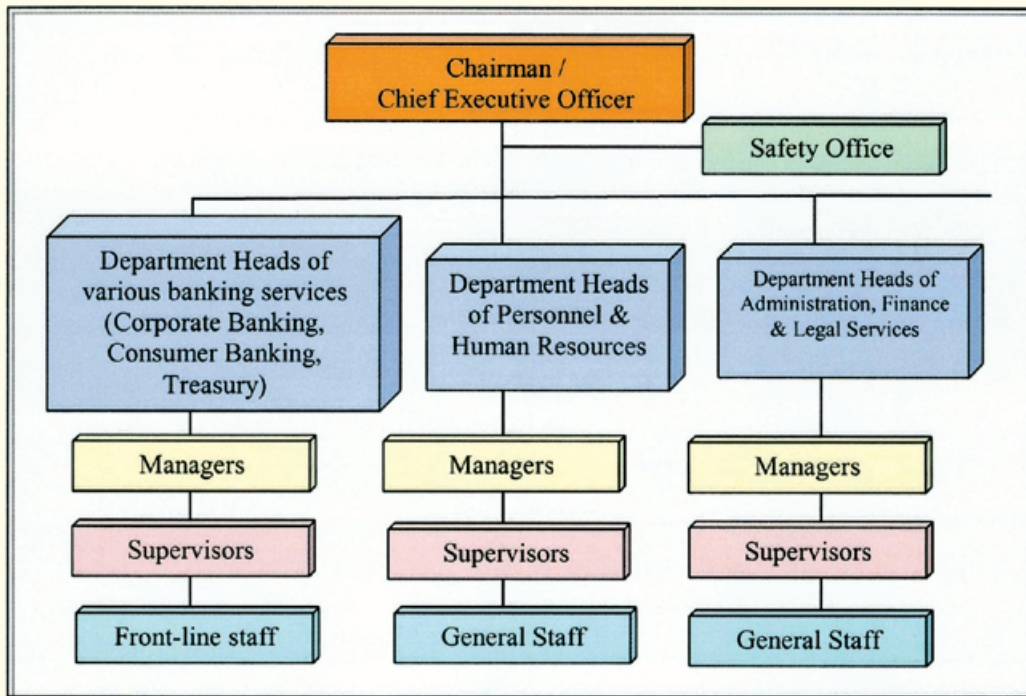 Chairman /
Chief Executive Officer
Safety Office
Department Heads of
various banking services
(Corporate Banking,
Consumer Banking,
Treasury)
Department Heads
of Personnel &
Human Resources
Department Heads of
Administration, Finance
& Legal Services
Managers
Managers
Managers
Supervisors
Supervisors
Supervisors
Front-line staff
General Staff
General Staff